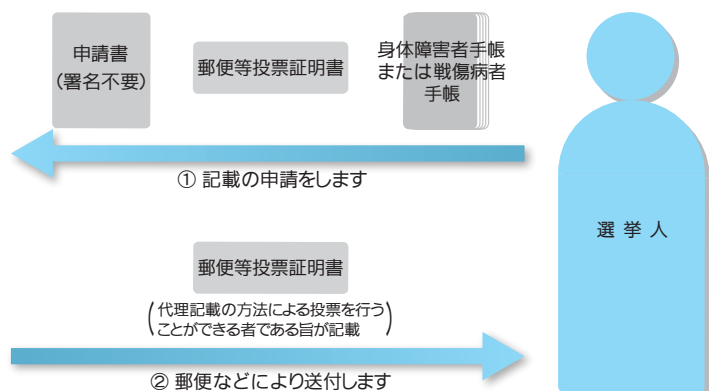 申請書
(署名不要)
郵便等投票証明書
身体障害者手帳
または戦傷病者
手帳
① 記載の申請をします
選挙人
郵便等投票証明書
(代理記載の方法による投票を行う
ことができる者である旨が記載)
② 郵便などにより送付します